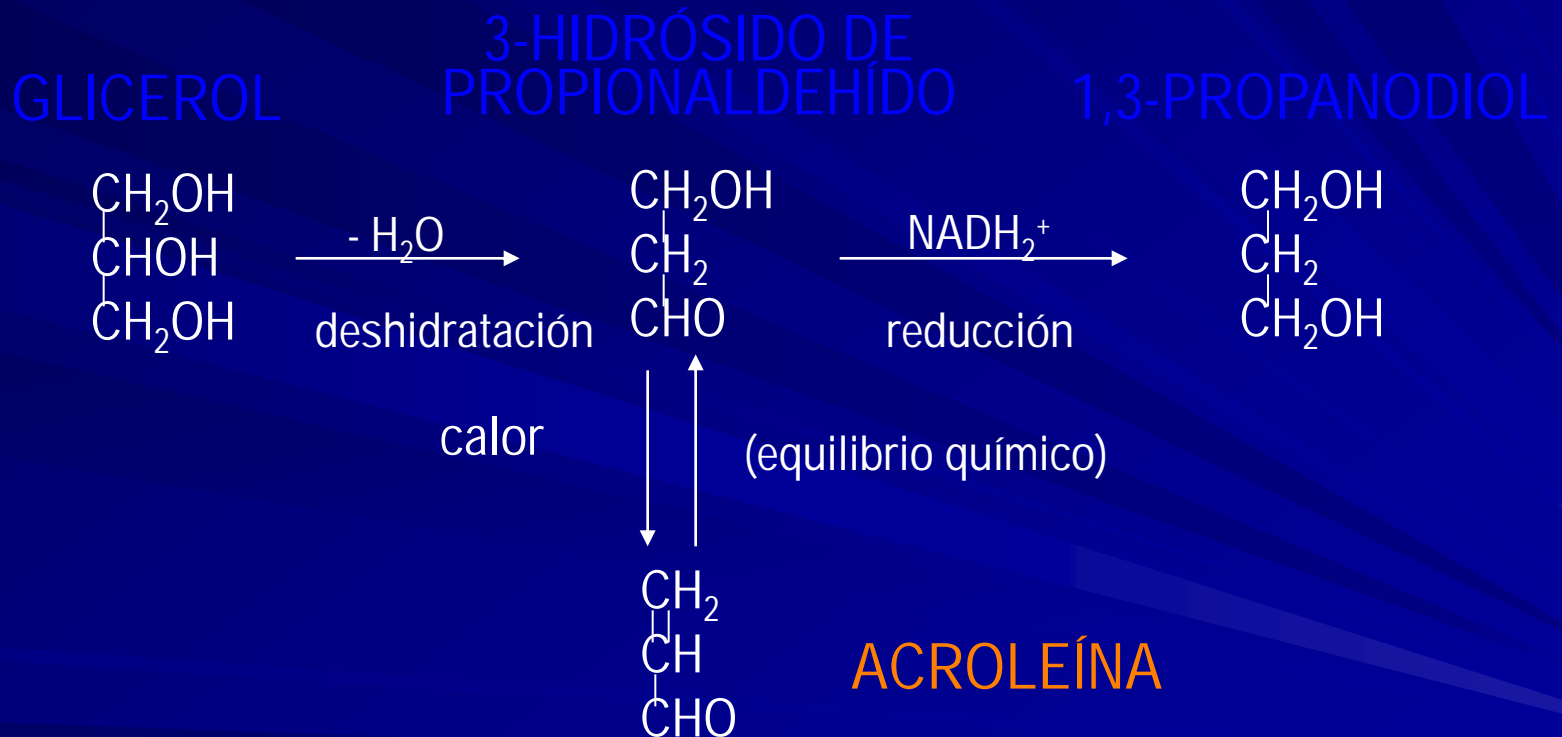 GLICEROL
3-HIDRÓSIDO DE
PROPIONALDEHÍDO
1,3-PROPANODIOL
CH₂OH
CHOH
CH₂OH
- H₂O
deshidratación
CH₂OH
CH₂
CHO
NADH₂⁺
reducción
CH₂OH
CH₂
CH₂OH
calor
(equilibrio químico)
CH₂
CH
CHO
ACROLEÍNA